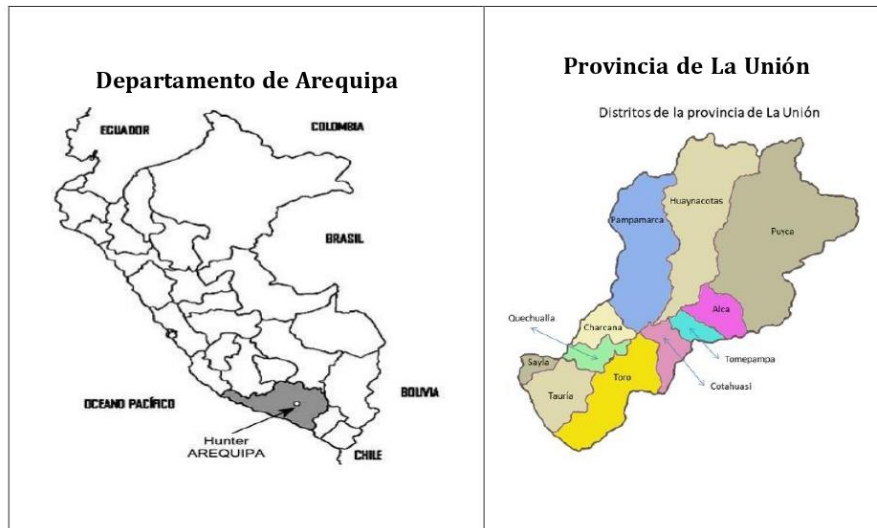 Departamento de Arequipa
ECUADOR
COLOMBIA
BRASIL
OCEANO PACÍFICO
BOLIVIA
Hunter
AREQUIPA
CHILE
Provincia de La Unión
Distritos de la provincia de La Unión
Huaynacotas
Pampamarca
Puyca
Alca
Quechualla
Charcana
Tomepampa
Sayla
Toro
Cotahuasi
Tauría